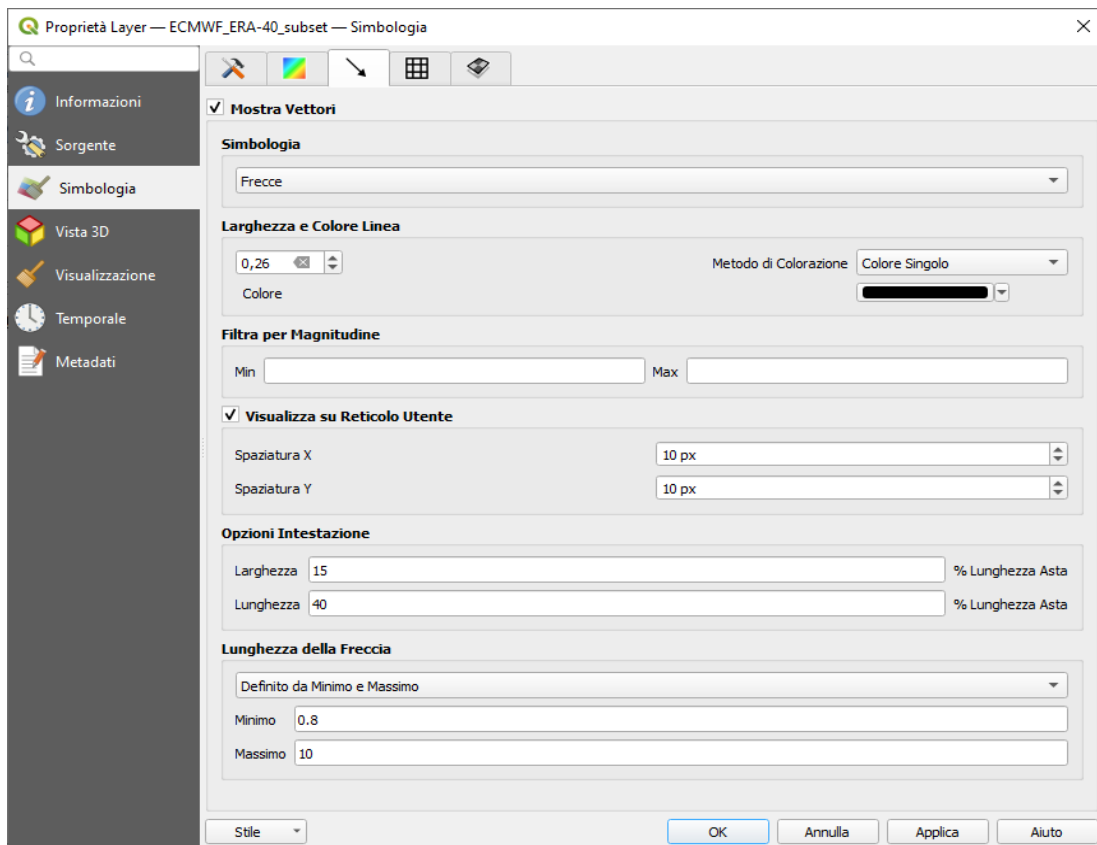 Proprietà Layer — ECMWF_ERA-40_subset — Simbologia
Informazioni
Sorgente
Simbologia
Vista 3D
Visualizzazione
Temporale
Metadati
Mostra Vettori
Simbologia
Frecce
Larghezza e Colore Linea
0,26
Metodo di Colorazione Colore Singolo
Colore
Filtra per Magnitudine
Min Max
Visualizza su Reticolo Utente
Spaziatura X 10 px
Spaziatura Y 10 px
Opzioni Intestazione
Larghezza 15 % Lunghezza Asta
Lunghezza 40 % Lunghezza Asta
Lunghezza della Freccia
Definito da Minimo e Massimo
Minimo 0.8
Massimo 10
Stile OK Annulla Applica Aiuto